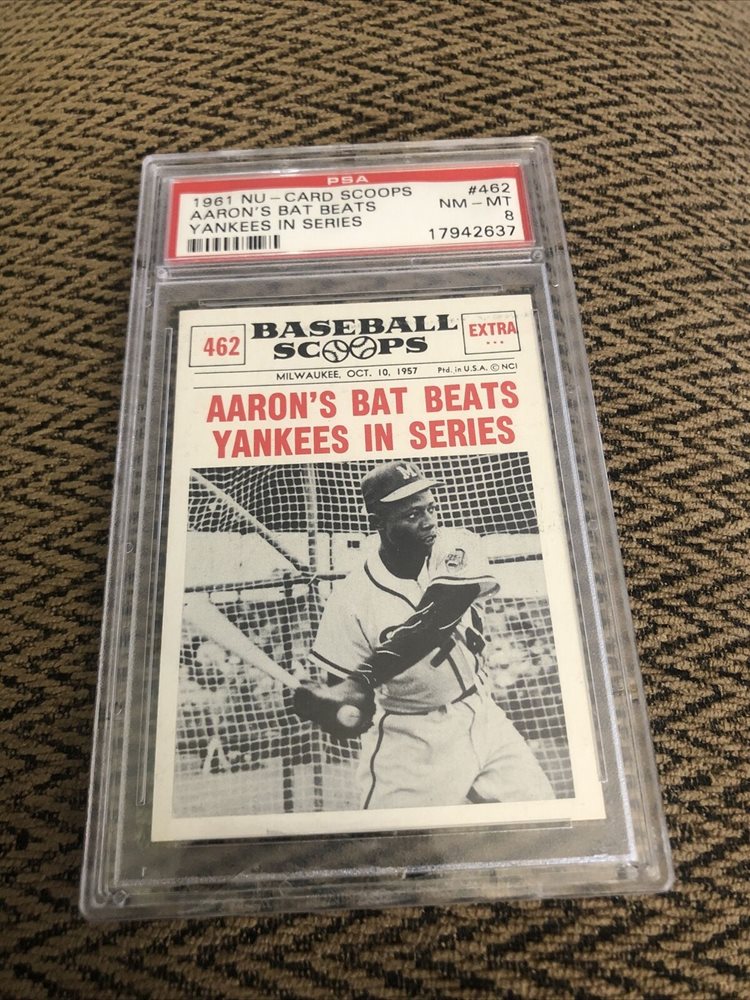 PSA
1961 NU-CARD SCOOPS #462
AARON'S BAT BEATS NM-MT
YANKEES IN SERIES 8
17942637
462 BASEBALL SCOOPS EXTRA
MILWAUKEE, OCT. 10, 1957 Ptd. in U.S.A. © NCI
AARON'S BAT BEATS
YANKEES IN SERIES
M